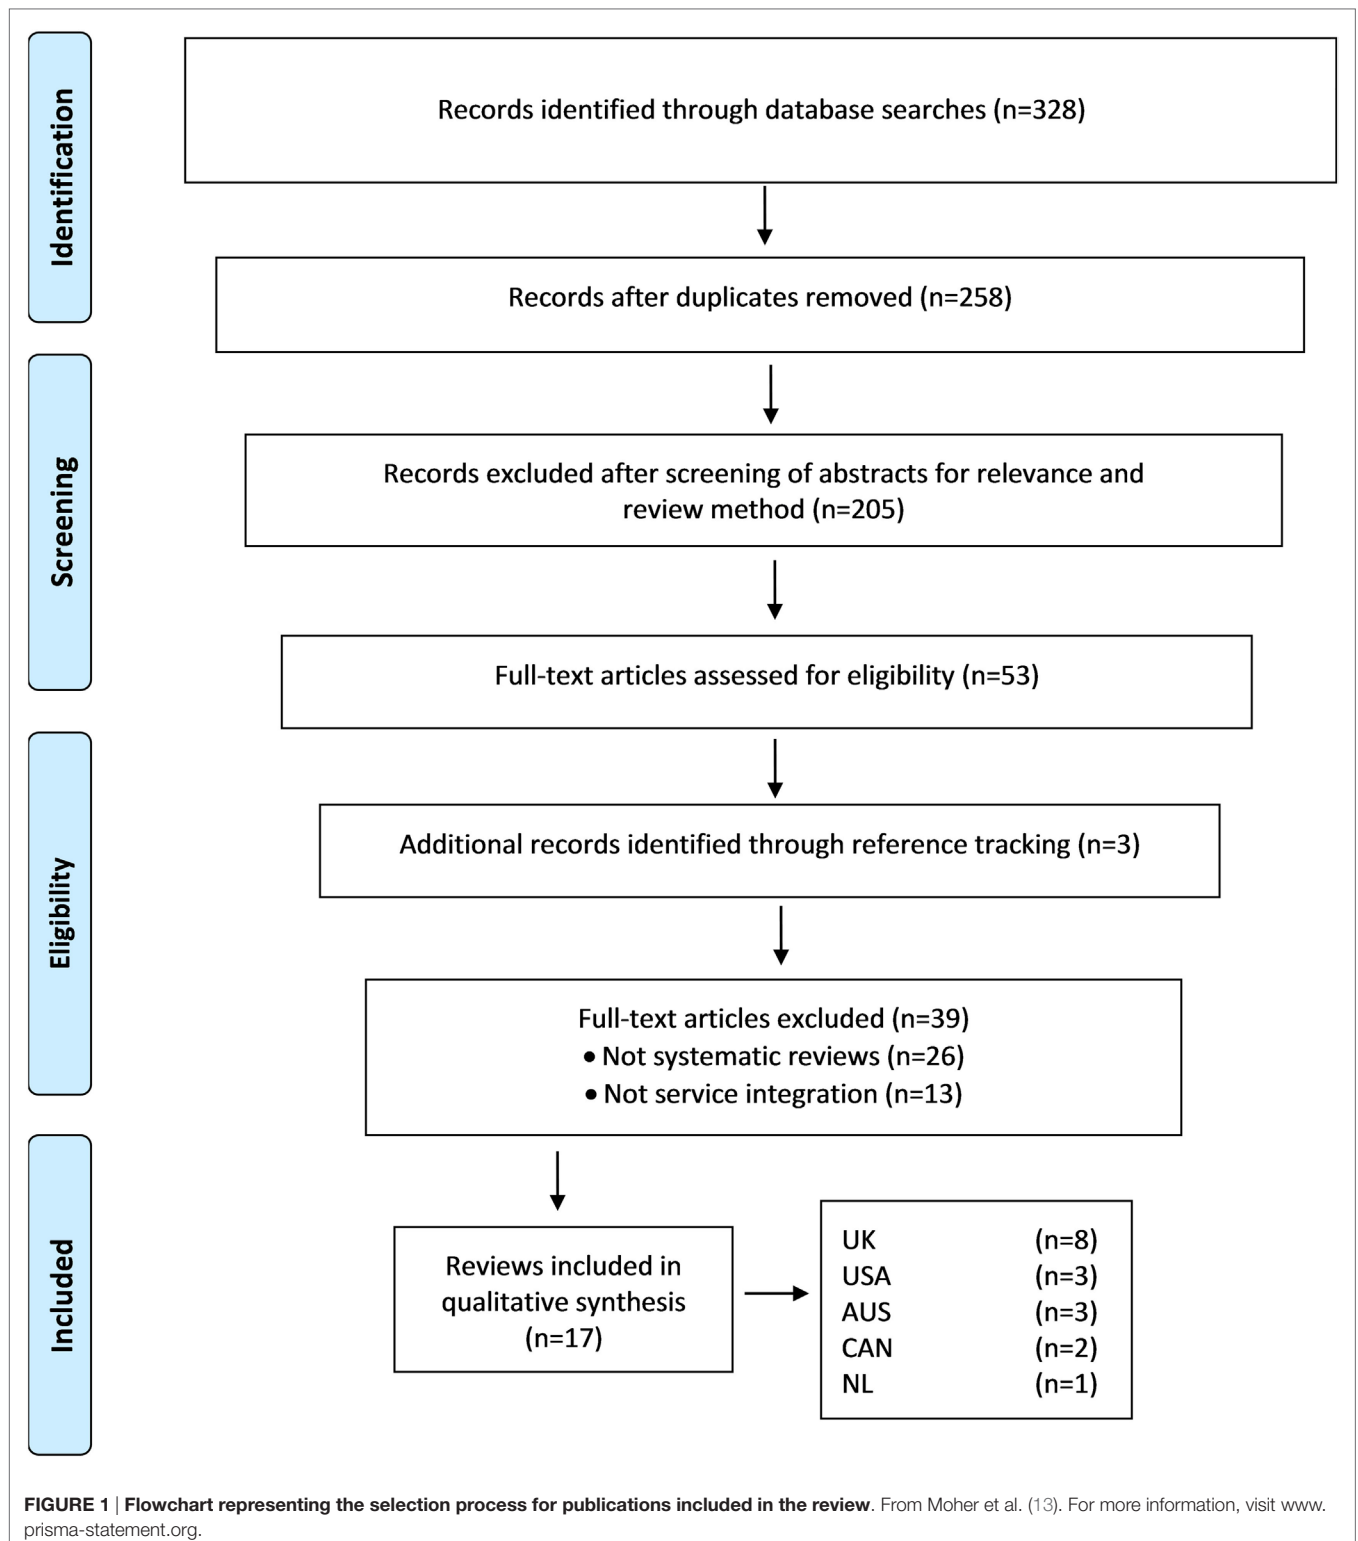 Identification
Records identified through database searches (n=328)
Records after duplicates removed (n=258)
Screening
Records excluded after screening of abstracts for relevance and
review method (n=205)
Full-text articles assessed for eligibility (n=53)
Eligibility
Additional records identified through reference tracking (n=3)
Full-text articles excluded (n=39)
• Not systematic reviews (n=26)
• Not service integration (n=13)
Included
Reviews included in
qualitative synthesis
(n=17)
UK (n=8)
USA (n=3)
AUS (n=3)
CAN (n=2)
NL (n=1)
FIGURE 1 | Flowchart representing the selection process for publications included in the review. From Moher et al. (13). For more information, visit www.
prisma-statement.org.